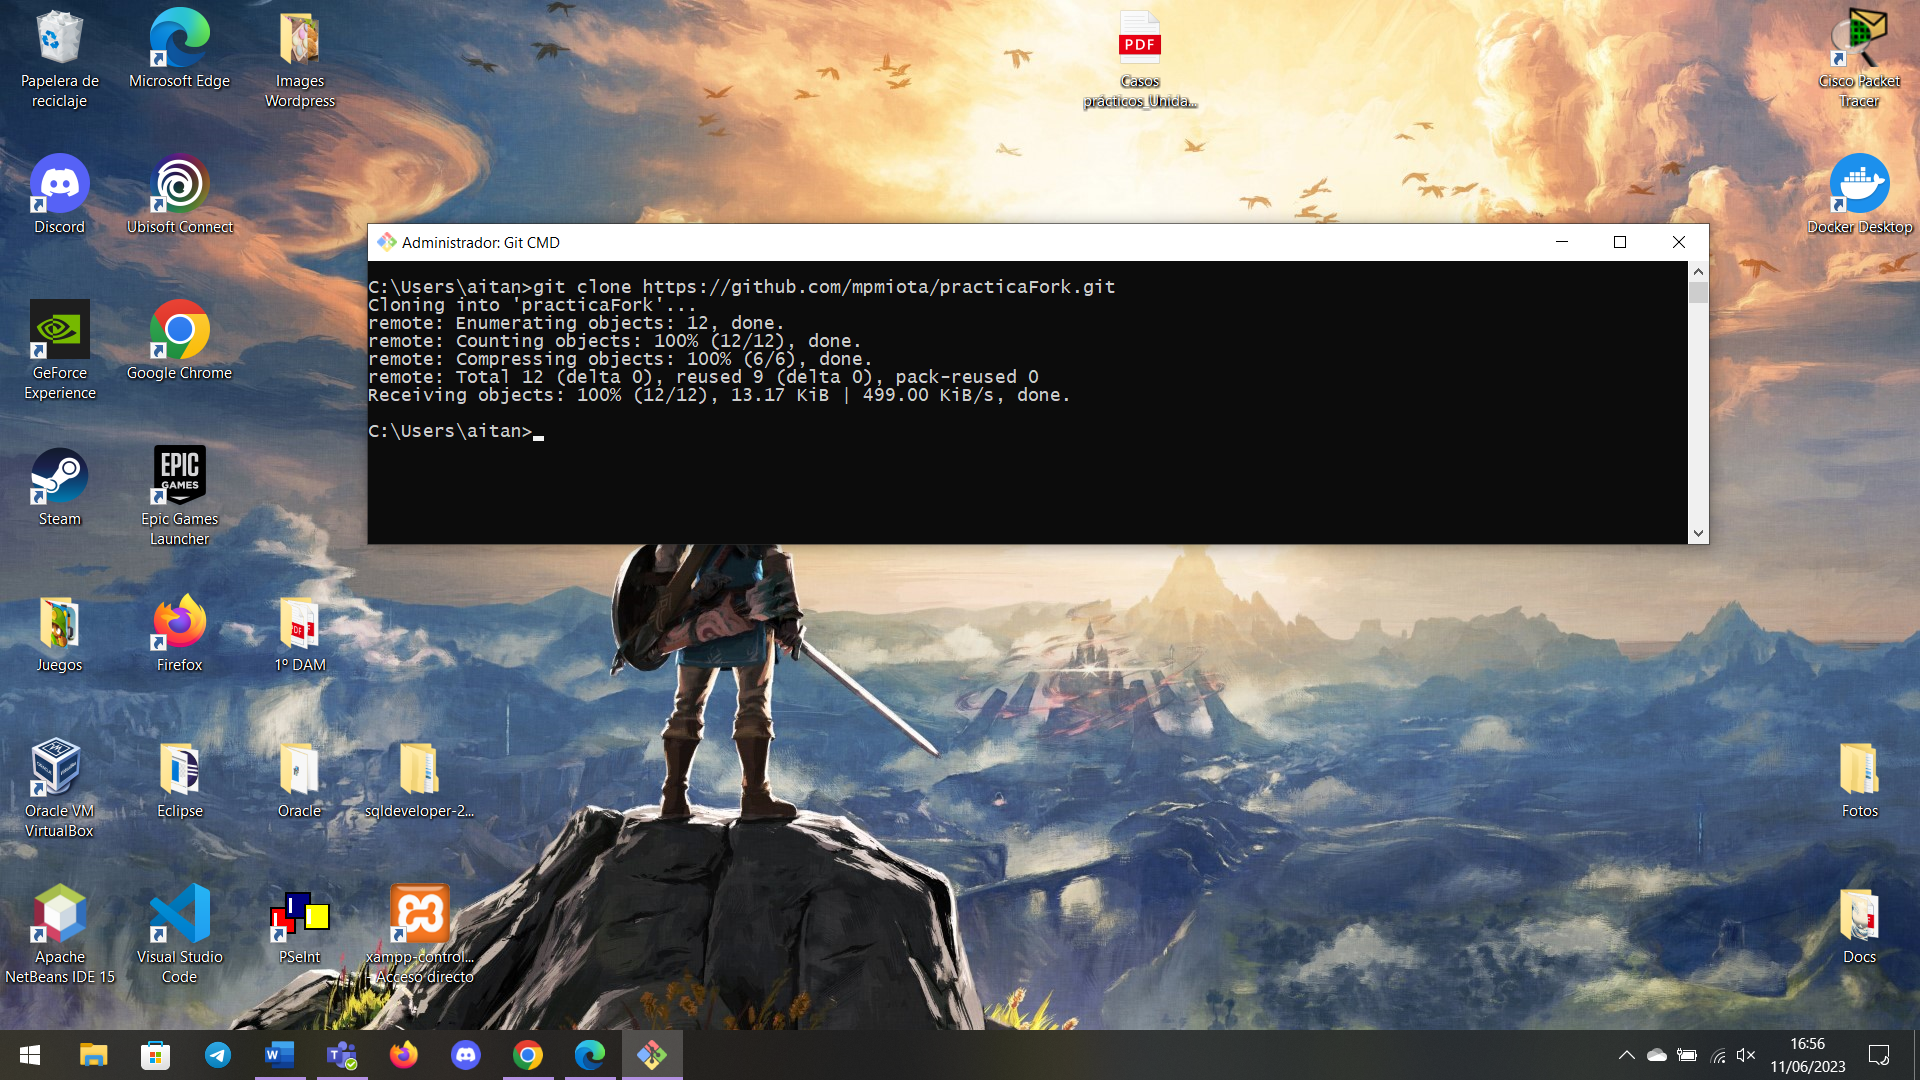 Papelera de
reciclaje
Microsoft Edge
Images
Wordpress
PDF
Casos
prácticos_Unida...
Cisco Packet
Tracer
Discord
Ubisoft Connect
Docker Desktop
Administrador: Git CMD
C:\Users\aitan>git clone https://github.com/mpmiota/practicaFork.git
Cloning into 'practicaFork'...
remote: Enumerating objects: 12, done.
remote: Counting objects: 100% (12/12), done.
remote: Compressing objects: 100% (6/6), done.
remote: Total 12 (delta 0), reused 9 (delta 0), pack-reused 0
Receiving objects: 100% (12/12), 13.17 KiB | 499.00 KiB/s, done.
C:\Users\aitan>
GeForce
Experience
Google Chrome
Steam
EPIC
GAMES
Epic Games
Launcher
Juegos
Firefox
PDF
1º DAM
Oracle VM
VirtualBox
Eclipse
Oracle
sqldeveloper-2...
Fotos
Apache
NetBeans IDE 15
Visual Studio
Code
PSeInt
xampp-control...
- Acceso directo
Docs
W
T
16:56
11/06/2023